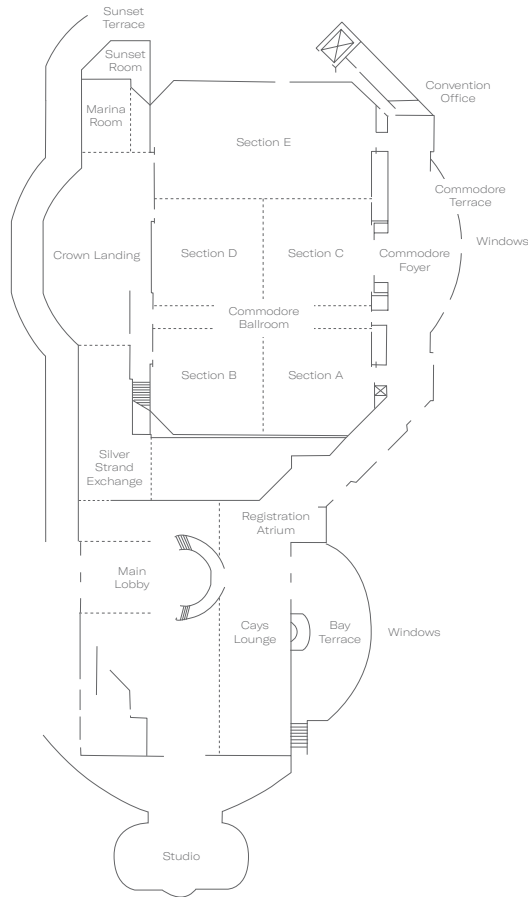 Sunset
Terrace
Sunset
Room
Convention
Office
Marina
Room
Section E
Commodore
Terrace
Windows
Crown Landing
Section D
Section C
Commodore
Foyer
Commodore
Ballroom
Section B
Section A
Silver
Strand
Exchange
Registration
Atrium
Main
Lobby
Cays
Lounge
Bay
Terrace
Windows
Studio